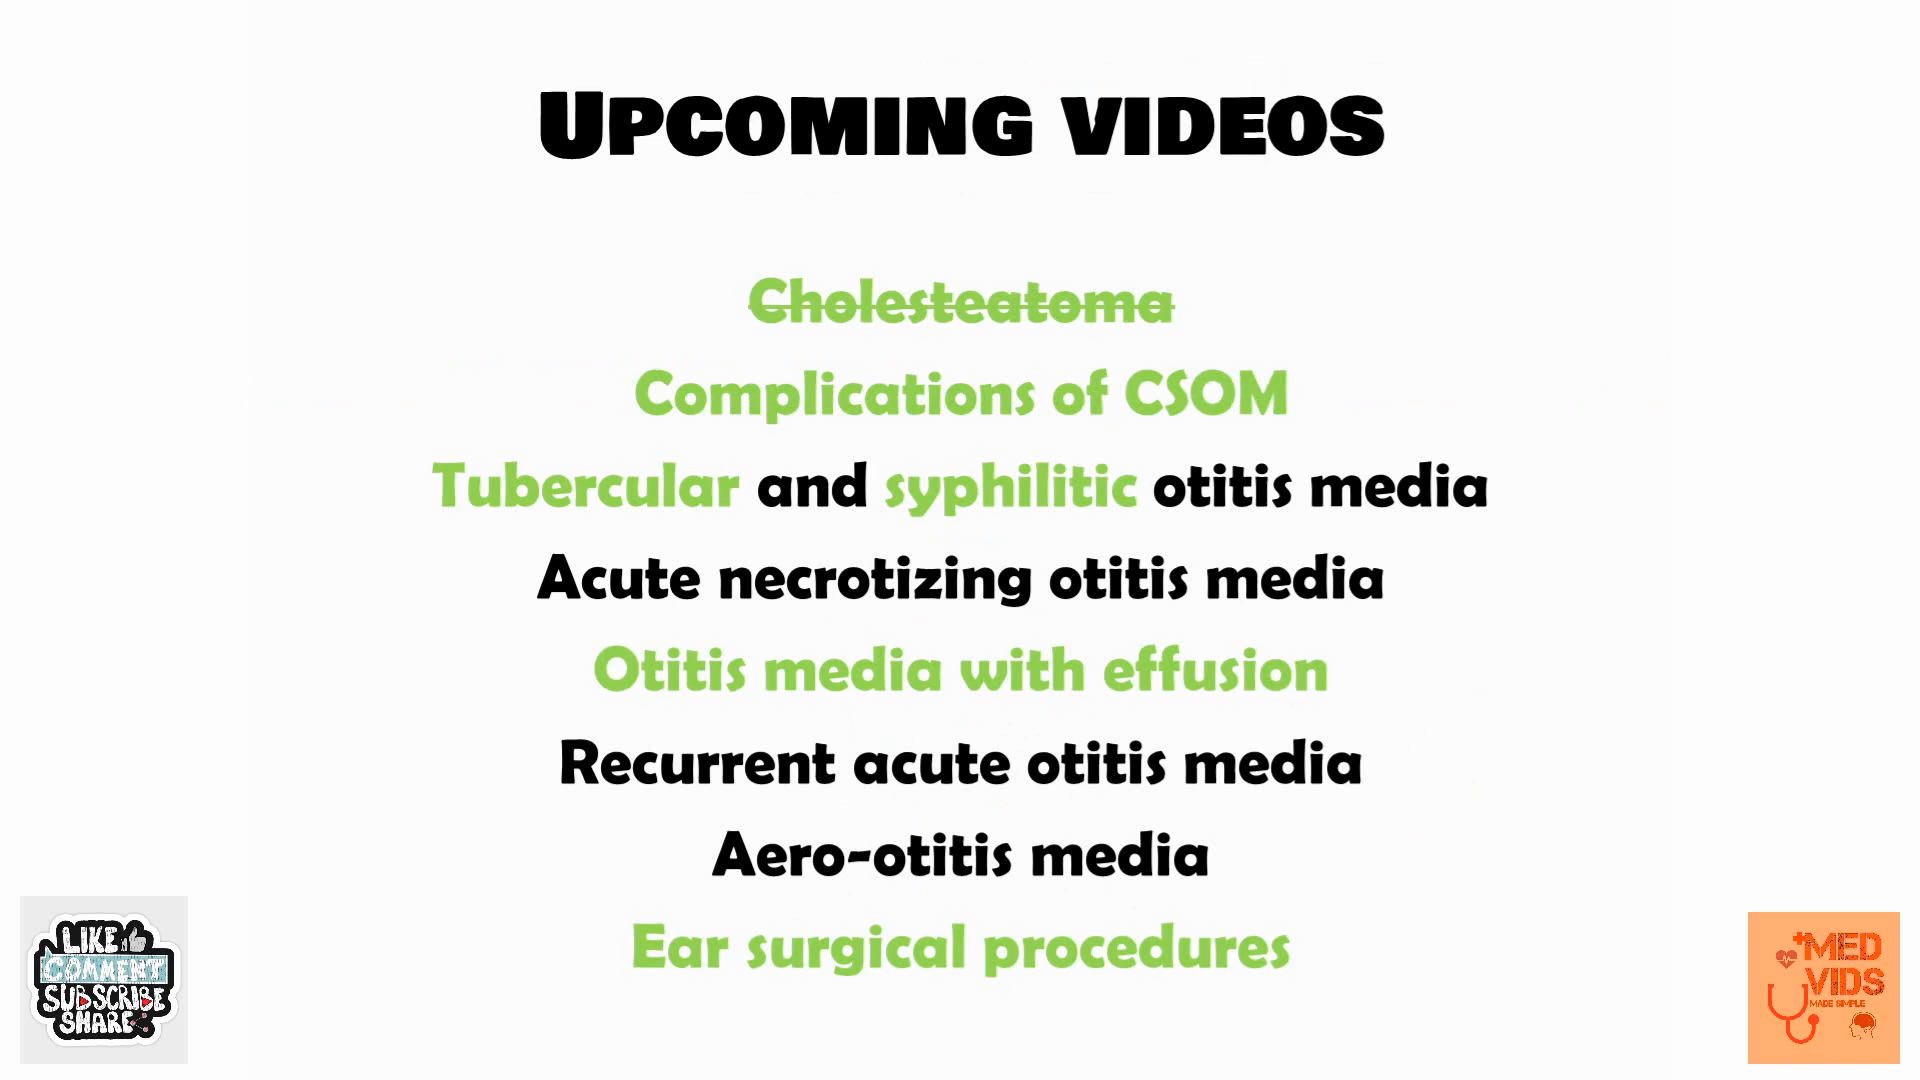 UPCOMING VIDEOS
Cholesteatoma
Complications of CSOM
Tubercular and syphilitic otitis media
Acute necrotizing otitis media
Otitis media with effusion
Recurrent acute otitis media
Aero-otitis media
Ear surgical procedures
LIKE
COMMENT
SUBSCRIBE
SHARE
MED
VIDS
MADE SIMPLE